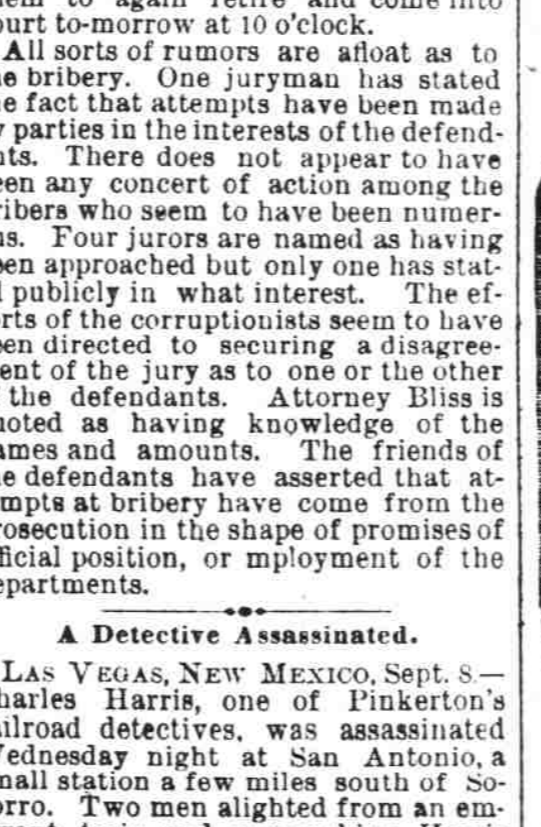 to again retire and come into
ourt to-morrow at 10 o'clock.
All sorts of rumors are afloat as to
e bribery. One juryman has stated
e fact that attempts have been made
y parties in the interests of the defend-
nts. There does not appear to have
een any concert of action among the
ribers who seem to have been numer-
us. Four jurors are named as having
een approached but only one has stat-
d publicly in what interest. The ef-
orts of the corruptionists seem to have
een directed to securing a disagree-
ent of the jury as to one or the other
the defendants. Attorney Bliss is
uoted as having knowledge of the
ames and amounts. The friends of
e defendants have asserted that at-
mpts at bribery have come from the
rosecution in the shape of promises of
fficial position, or mployment of the
epartments.
A Detective Assassinated.
LAS VEGAS, NEW MEXICO, Sept. 8.—
harles Harris, one of Pinkerton's
ailroad detectives, was assassinated
ednesday night at San Antonio, a
mall station a few miles south of So-
orro. Two men alighted from an em-